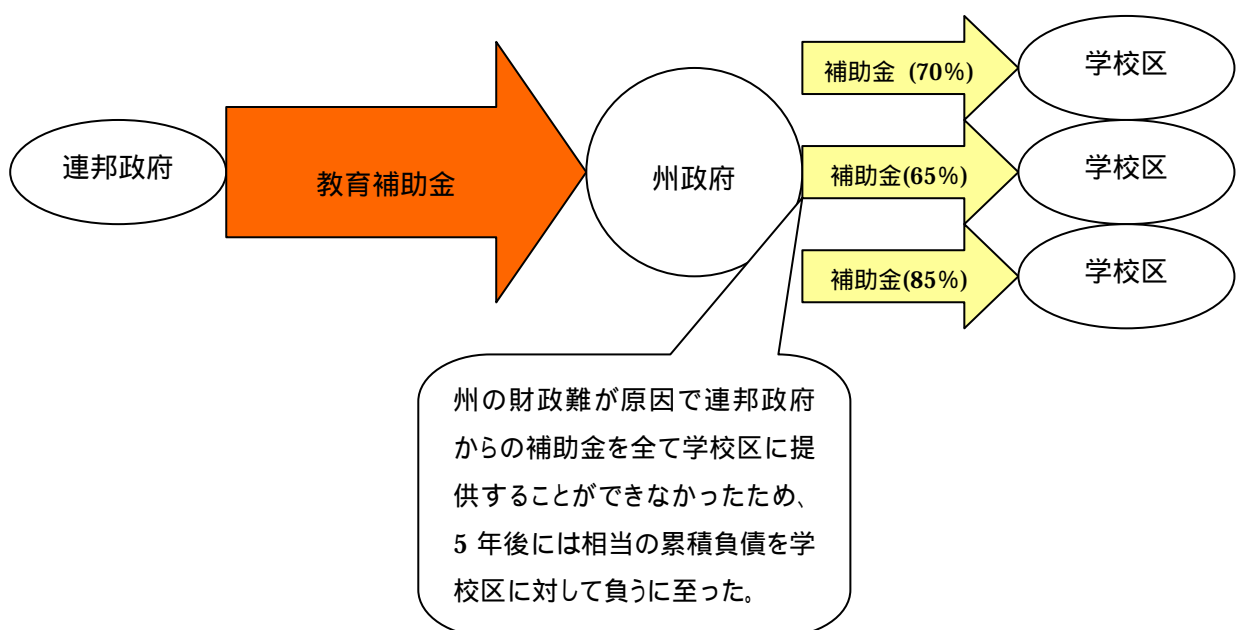 連邦政府
教育補助金
州政府
補助金 (70%)
学校区
補助金(65%)
学校区
補助金(85%)
学校区
州の財政難が原因で連邦政府
からの補助金を全て学校区に提
供することができなかったため、
5 年後には相当の累積負債を学
校区に対して負うに至った。